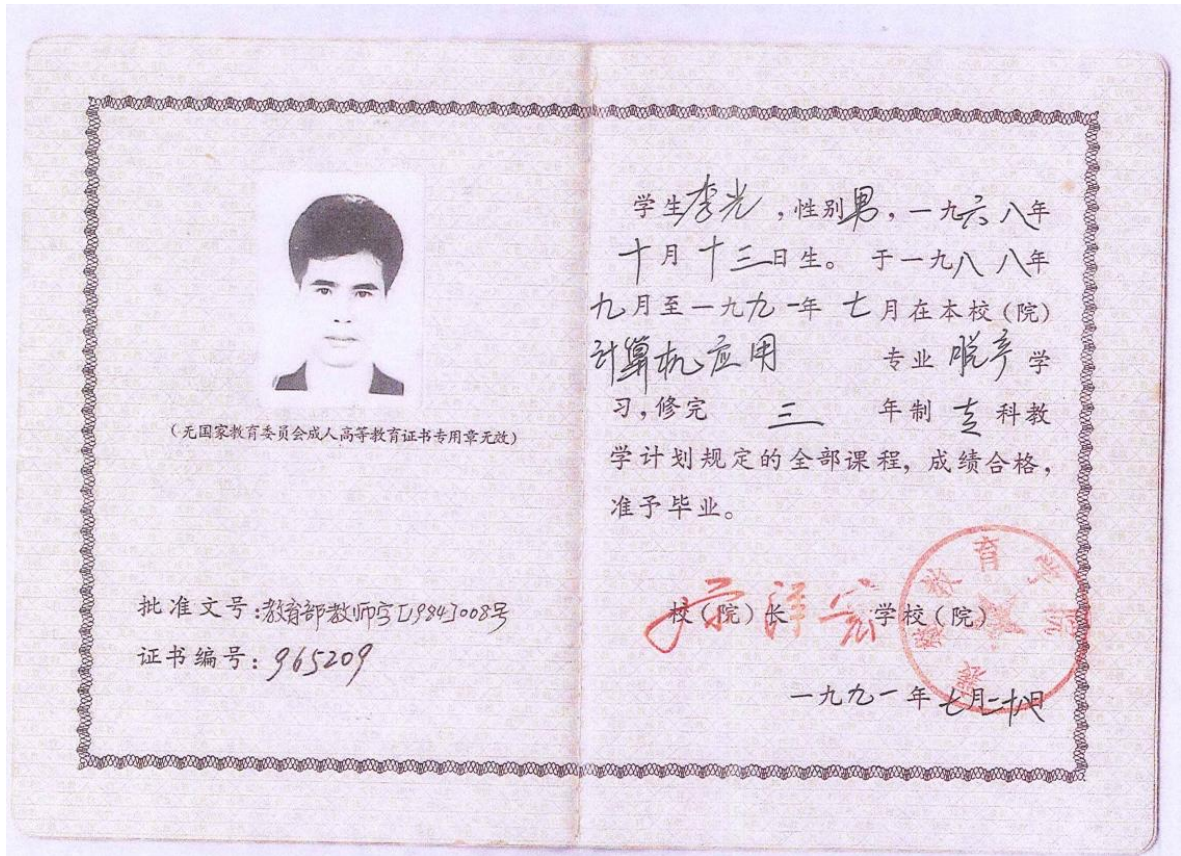 (无国家教育委员会成人高等教育证书专用章无效)
批准文号:教育部教师字[1984]008号
证书编号:965209
学生李光,性别男,一九六八年
十月十三日生。于一九八八年
九月至一九九一年七月在本校(院)
计算机应用 专业脱产学
习,修完 三 年制 专科教
学计划规定的全部课程,成绩合格,
准予毕业。
校(院)长 学校(院)
一九九一年七月二十八日